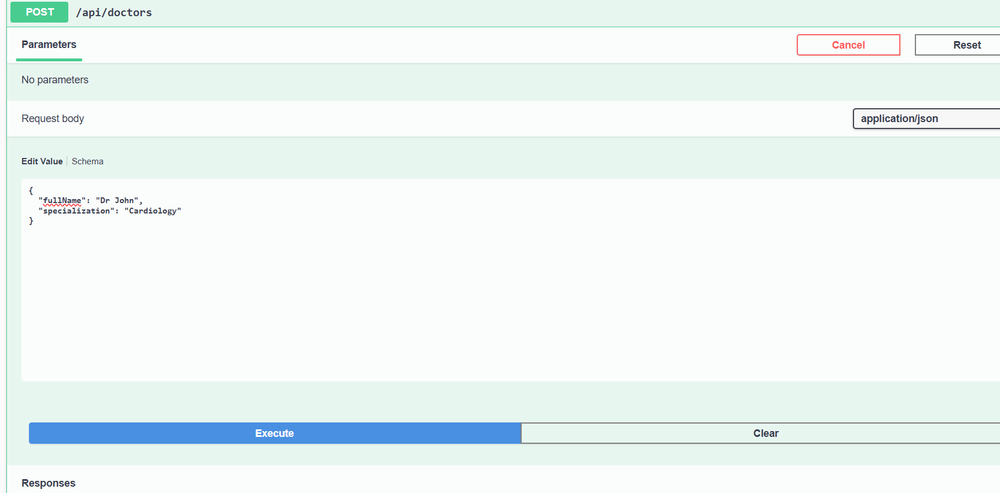 POST /api/doctors
Parameters Cancel Reset
No parameters
Request body application/json
Edit Value Schema
{
  "fullName": "Dr John",
  "specialization": "Cardiology"
}
Execute Clear
Responses